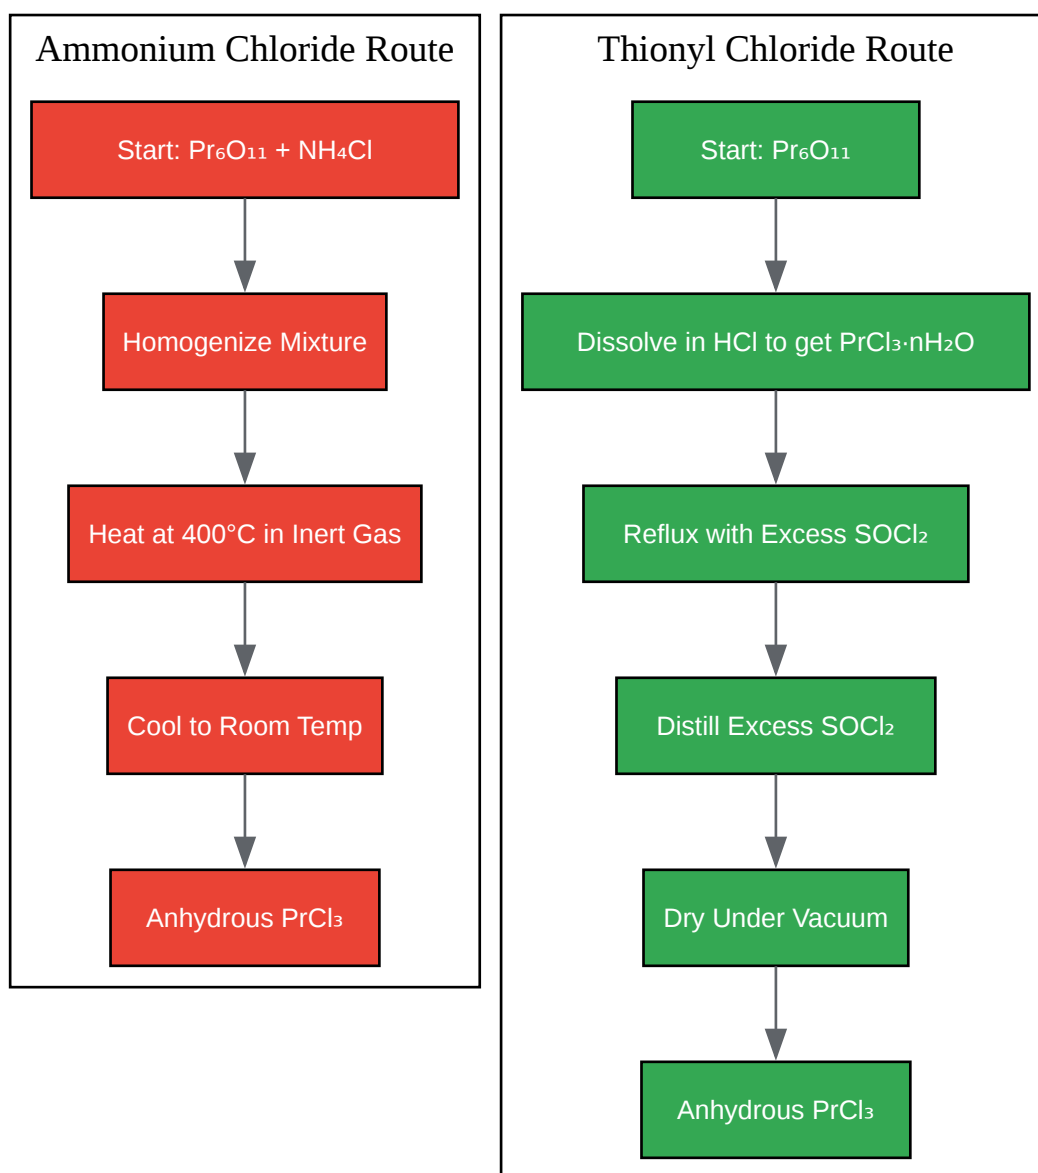 Ammonium Chloride Route
Start: Pr₆O₁₁ + NH₄Cl
Homogenize Mixture
Heat at 400°C in Inert Gas
Cool to Room Temp
Anhydrous PrCl₃
Thionyl Chloride Route
Start: Pr₆O₁₁
Dissolve in HCl to get PrCl₃·nH₂O
Reflux with Excess SOCl₂
Distill Excess SOCl₂
Dry Under Vacuum
Anhydrous PrCl₃